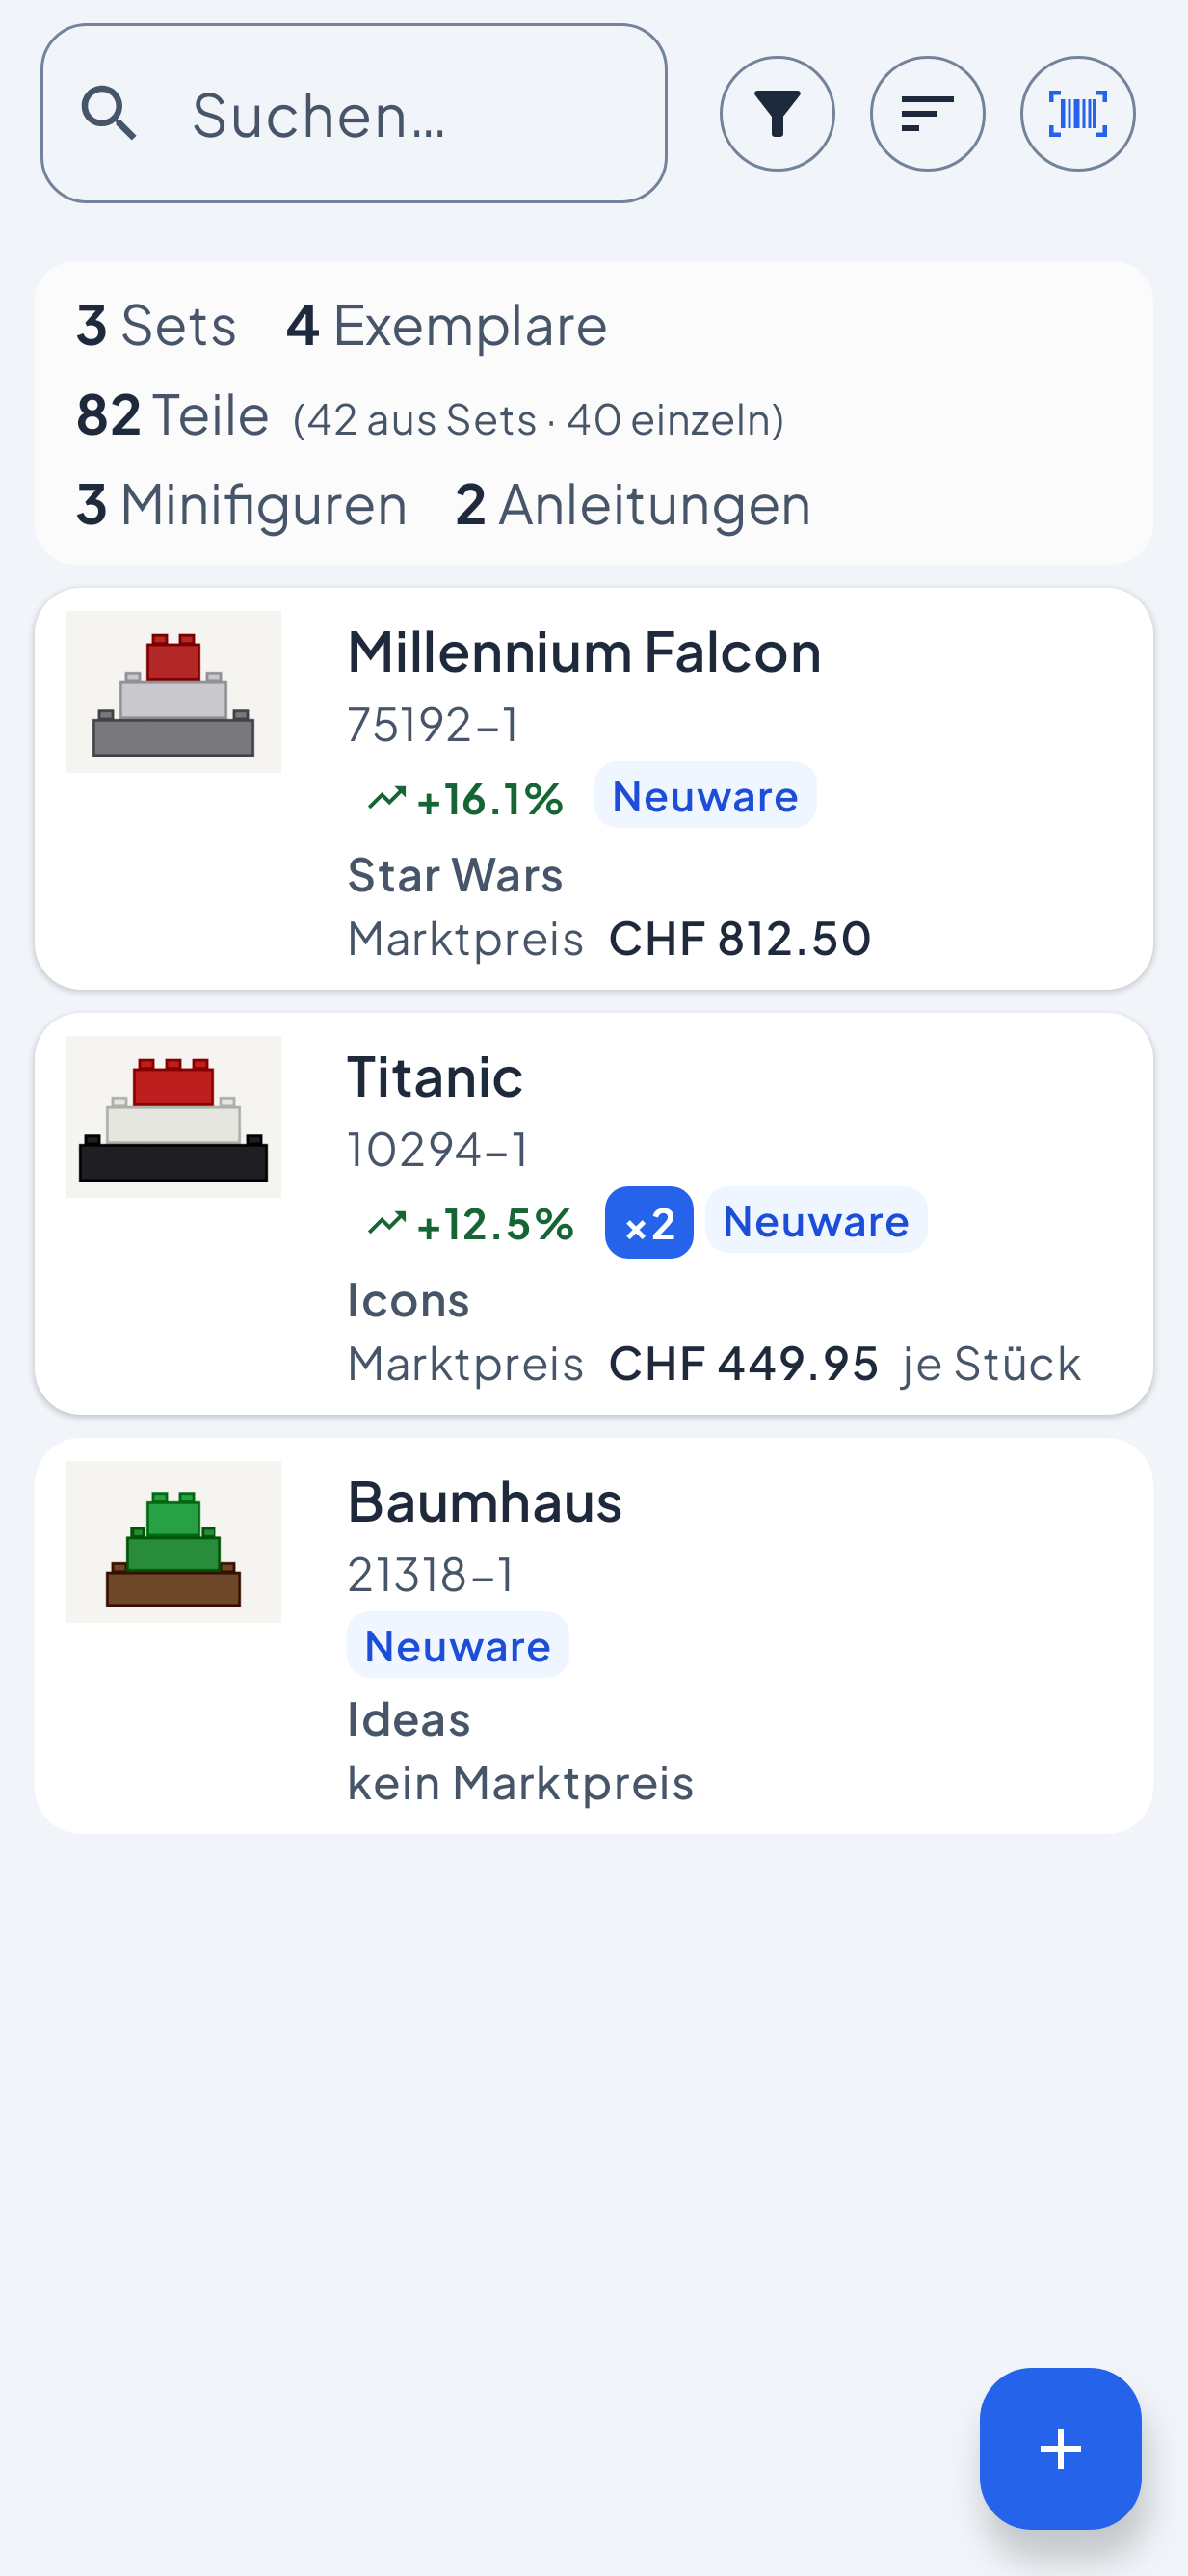 Suchen…
3 Sets 4 Exemplare
82 Teile (42 aus Sets · 40 einzeln)
3 Minifiguren 2 Anleitungen
Millennium Falcon
75192–1
+16.1% Neuware
Star Wars
Marktpreis CHF 812.50
Titanic
10294–1
+12.5% ×2 Neuware
Icons
Marktpreis CHF 449.95 je Stück
Baumhaus
21318–1
Neuware
Ideas
kein Marktpreis